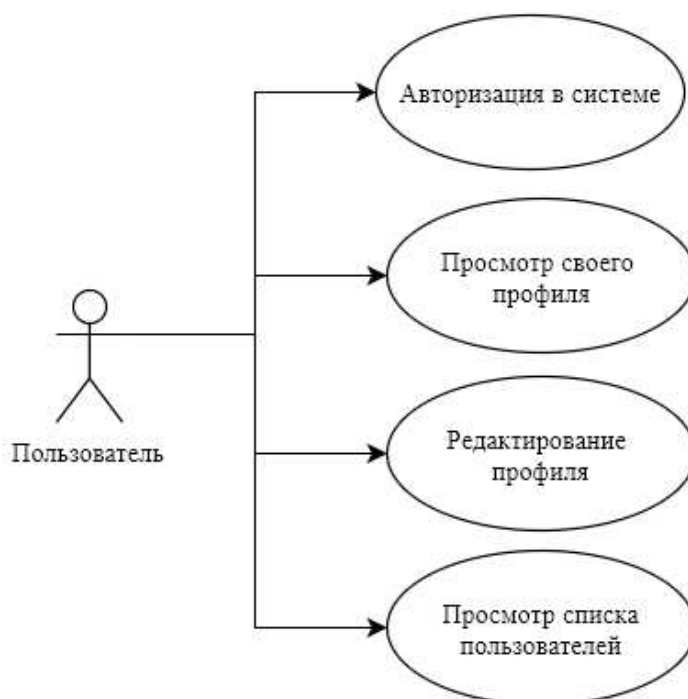 Авторизация в системе
Просмотр своего
профиля
Пользователь
Редактирование
профиля
Просмотр списка
пользователей